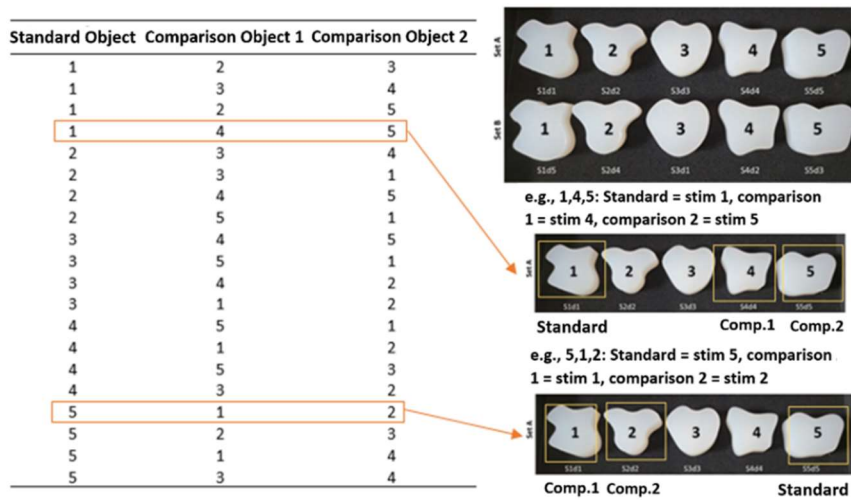 Standard Object Comparison Object 1 Comparison Object 2
1 2 3
1 3 4
1 2 5
1 4 5
2 3 4
2 3 1
2 4 5
2 5 1
3 4 5
3 5 1
3 4 2
3 1 2
4 5 1
4 1 2
4 5 3
4 3 2
5 1 2
5 2 3
5 1 4
5 3 4
Set A
1 2 3 4 5
S1d1 S2d2 S3d3 S4d4 S5d5
Set B
1 2 3 4 5
S1d5 S2d4 S3d1 S4d2 S5d3
e.g., 1,4,5: Standard = stim 1, comparison
1 = stim 4, comparison 2 = stim 5
Set A
1 2 3 4 5
S1d1 S2d2 S3d3 S4d4 S5d5
Standard Comp.1 Comp.2
e.g., 5,1,2: Standard = stim 5, comparison
1 = stim 1, comparison 2 = stim 2
Set A
1 2 3 4 5
S1d1 S2d2 S3d3 S4d4 S5d5
Comp.1 Comp.2 Standard